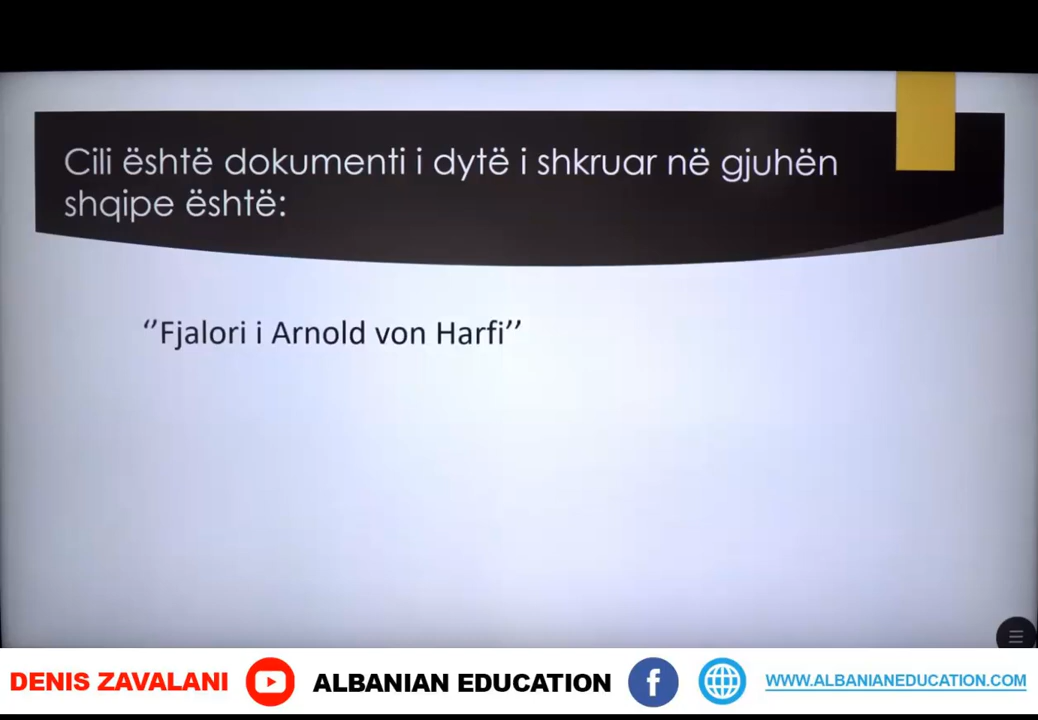 Cili është dokumenti i dytë i shkruar në gjuhën
shqipe është:
‘’Fjalori i Arnold von Harfi’’
DENIS ZAVALANI
ALBANIAN EDUCATION
WWW.ALBANIANEDUCATION.COM